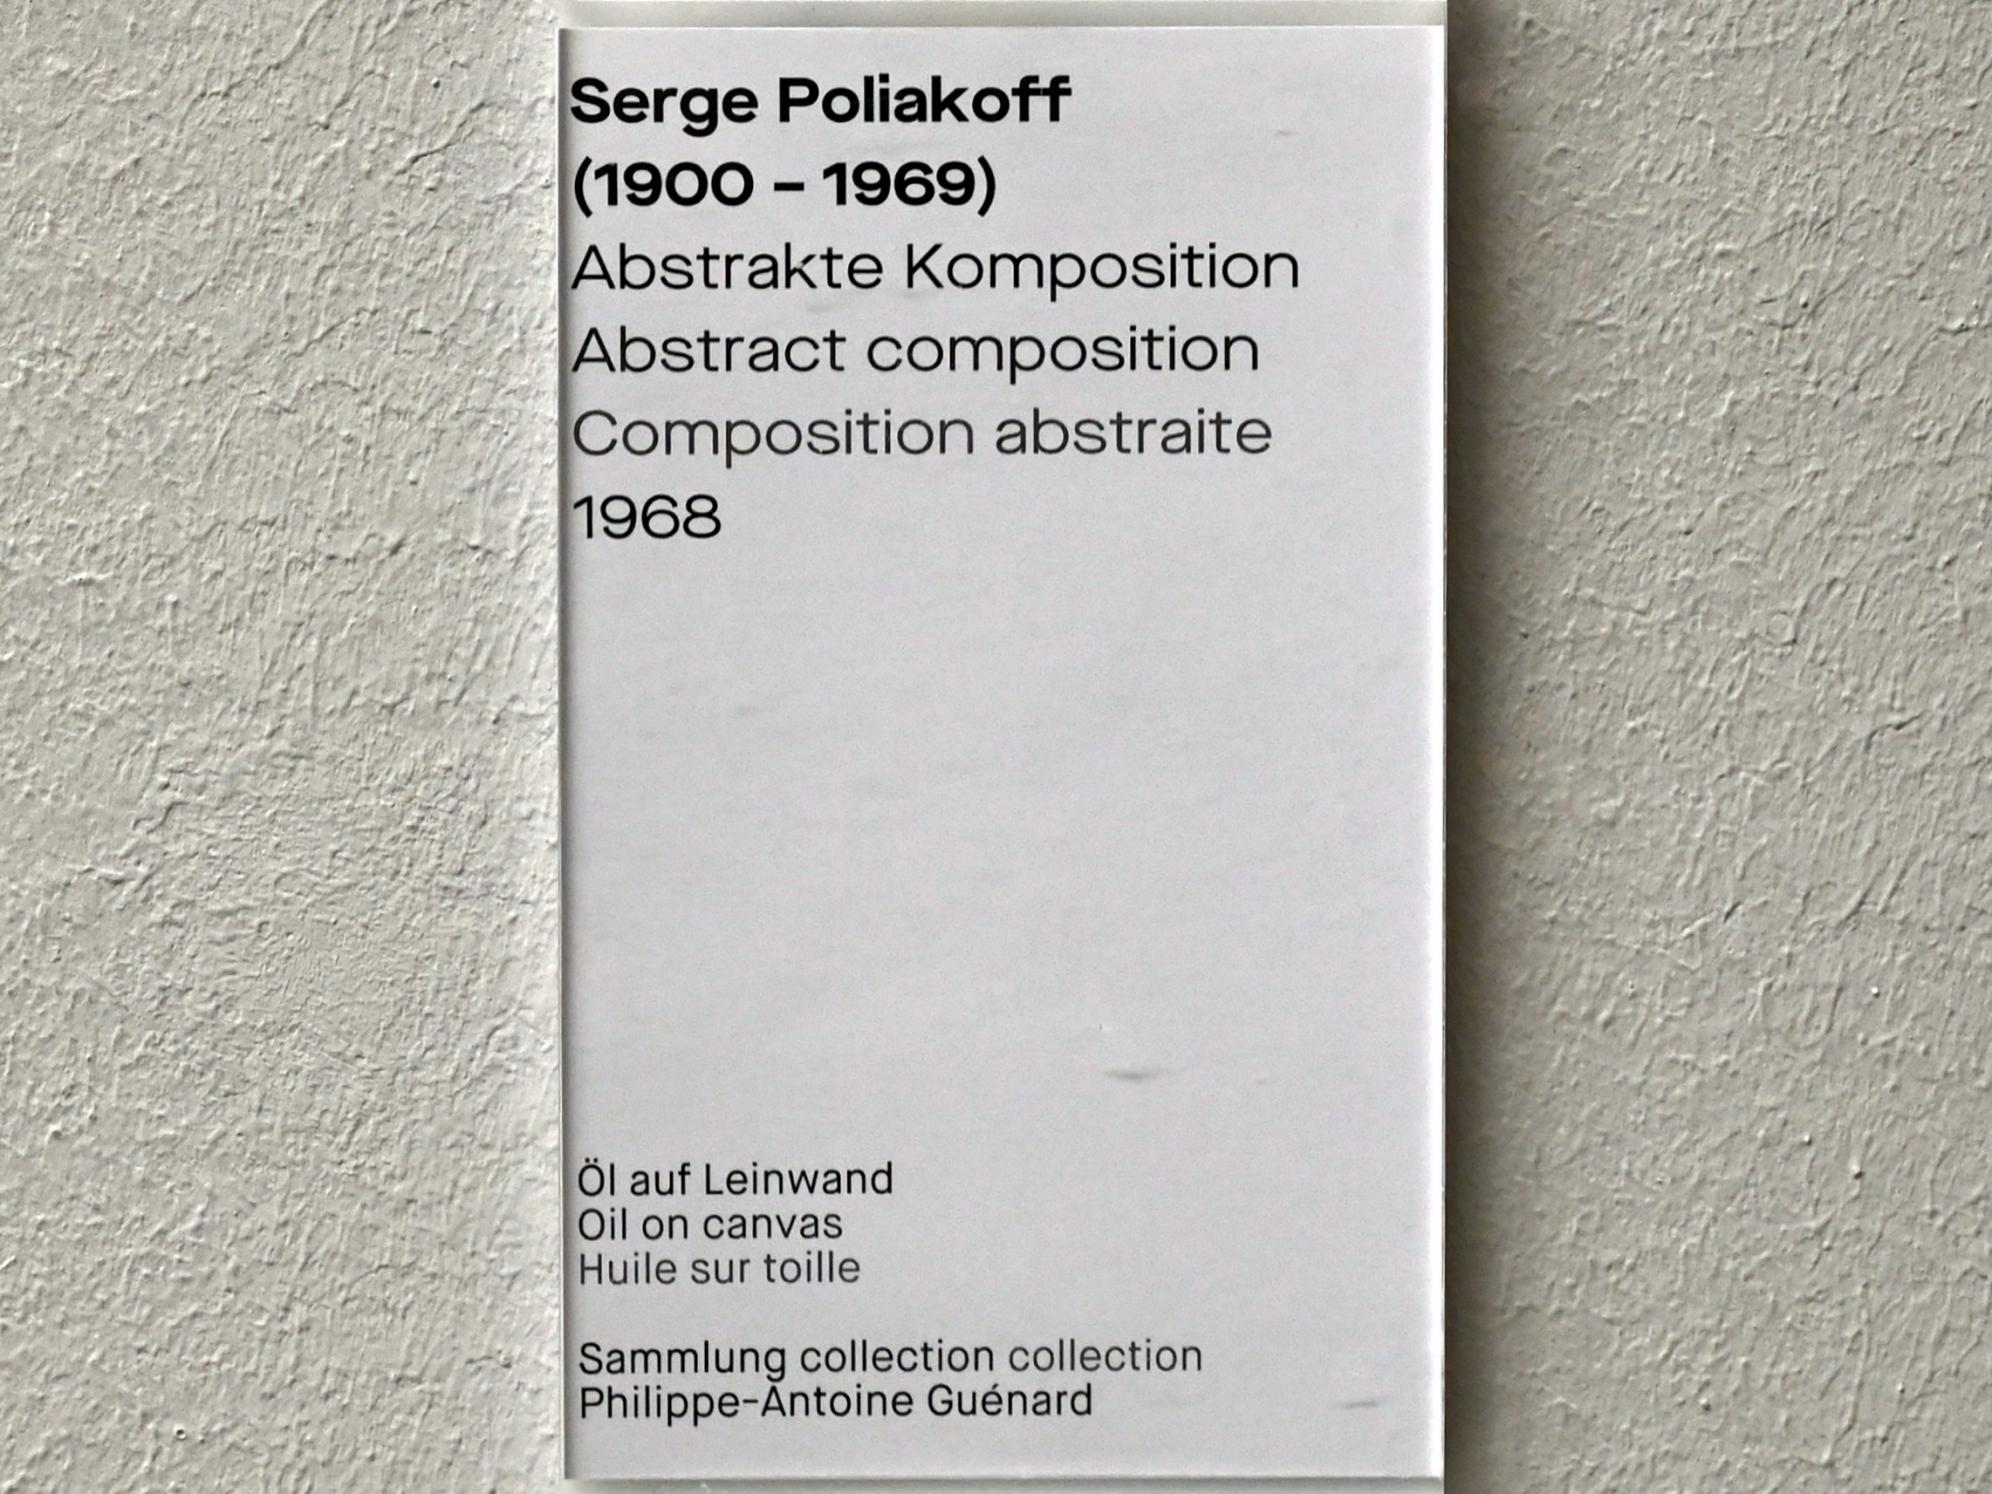 Serge Poliakoff
(1900 – 1969)
Abstrakte Komposition
Abstract composition
Composition abstraite
1968
Öl auf Leinwand
Oil on canvas
Huile sur toille
Sammlung collection collection
Philippe-Antoine Guénard